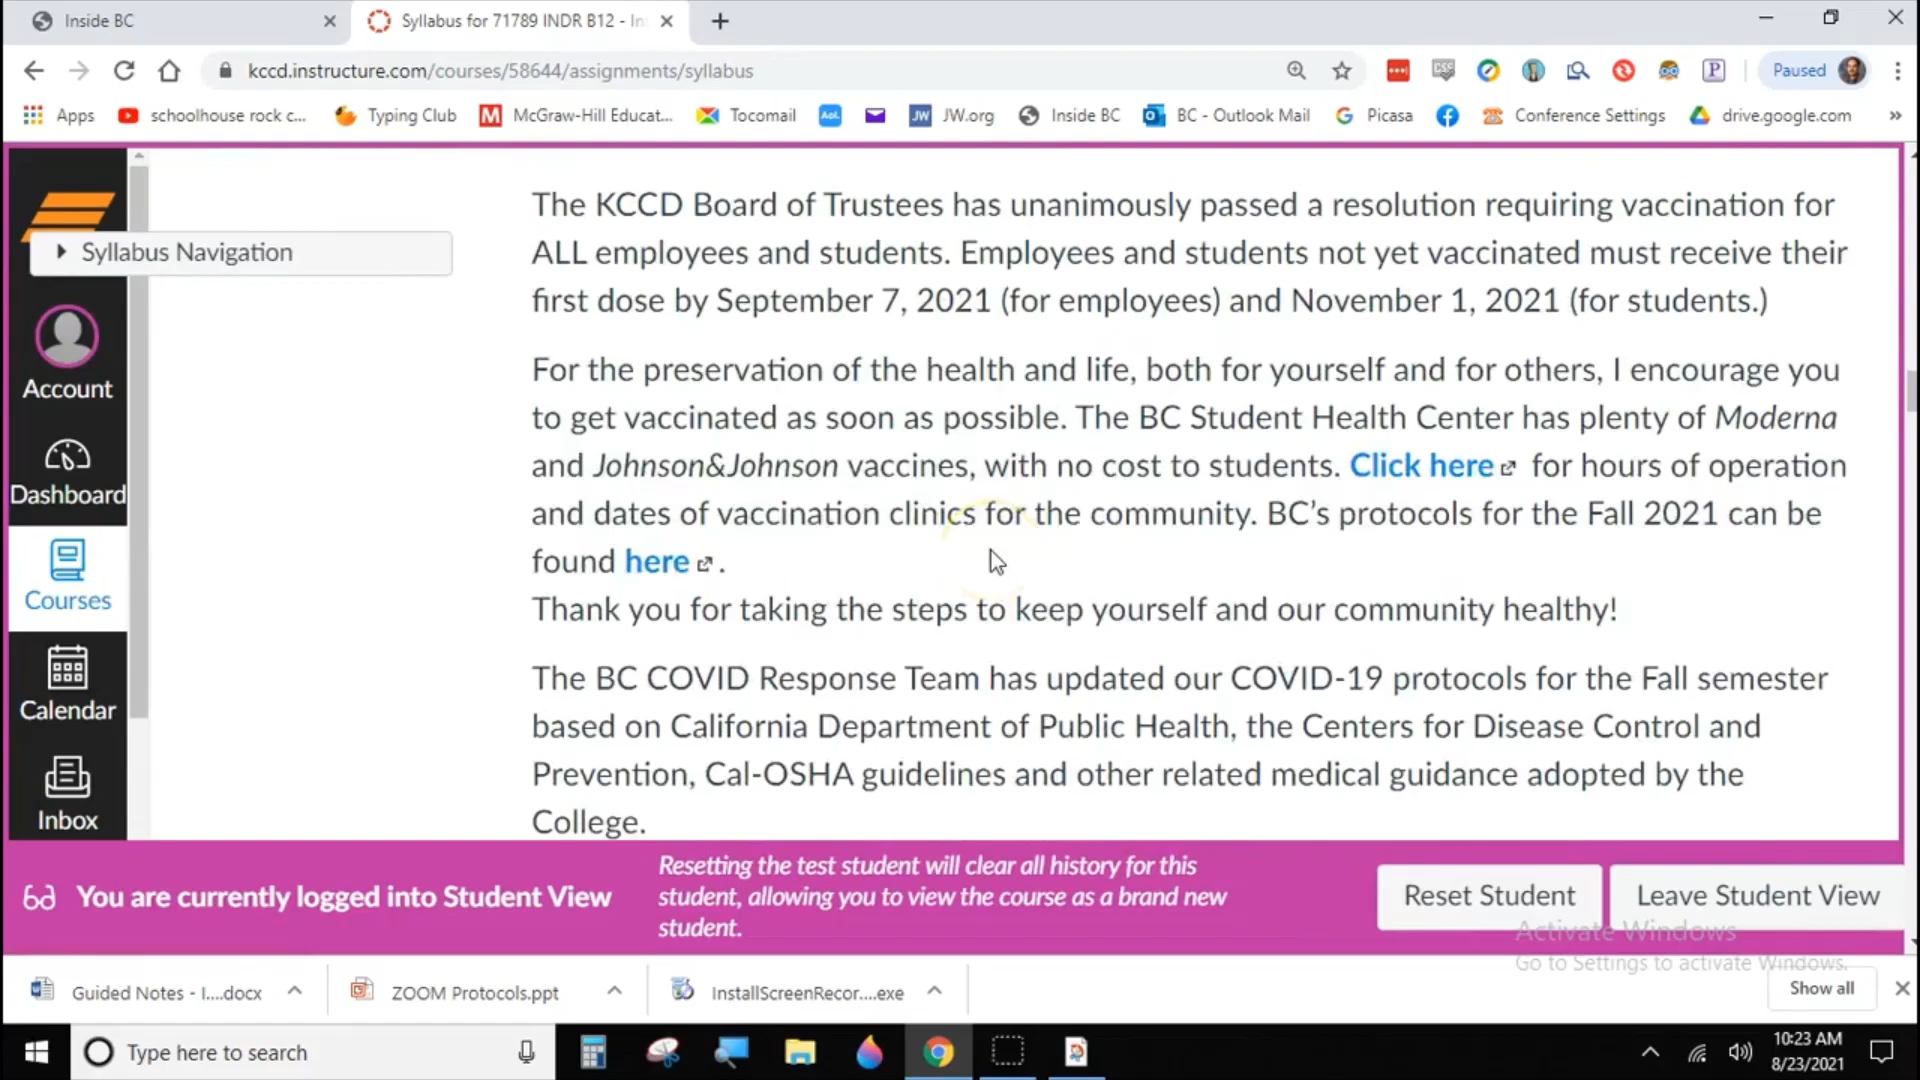 Inside BC
Syllabus for 71789 INDR B12 - In
kccd.instructure.com/courses/58644/assignments/syllabus
Paused
Apps
schoolhouse rock c...
Typing Club
McGraw-Hill Educat...
Tocomail
Aol.
JW
JW.org
Inside BC
BC - Outlook Mail
Picasa
Conference Settings
drive.google.com
»
Syllabus Navigation
Account
Dashboard
Courses
Calendar
Inbox
The KCCD Board of Trustees has unanimously passed a resolution requiring vaccination for
ALL employees and students. Employees and students not yet vaccinated must receive their
first dose by September 7, 2021 (for employees) and November 1, 2021 (for students.)
For the preservation of the health and life, both for yourself and for others, I encourage you
to get vaccinated as soon as possible. The BC Student Health Center has plenty of Moderna
and Johnson&Johnson vaccines, with no cost to students. Click here for hours of operation
and dates of vaccination clinics for the community. BC's protocols for the Fall 2021 can be
found here .
Thank you for taking the steps to keep yourself and our community healthy!
The BC COVID Response Team has updated our COVID-19 protocols for the Fall semester
based on California Department of Public Health, the Centers for Disease Control and
Prevention, Cal-OSHA guidelines and other related medical guidance adopted by the
College.
You are currently logged into Student View
Resetting the test student will clear all history for this
student, allowing you to view the course as a brand new
student.
Reset Student
Leave Student View
Activate Windows
Go to Settings to activate Windows.
Guided Notes - I....docx
ZOOM Protocols.ppt
InstallScreenRecor....exe
Show all
Type here to search
10:23 AM
8/23/2021